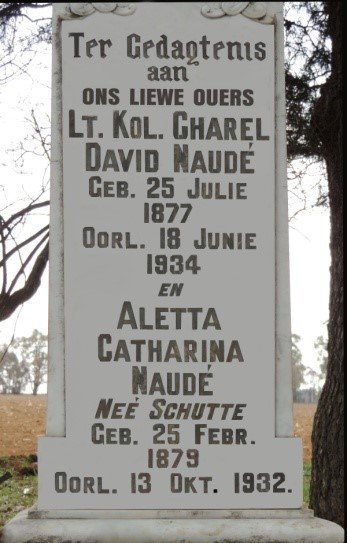 Ter Gedagtenis
aan
ONS LIEWE OUERS
LT. KOL. CHAREL
DAVID NAUDÉ
GEB. 25 JULIE
1877
OORL. 18 JUNIE
1934
EN
ALETTA
CATHARINA
NAUDÉ
NEÉ SCHUTTE
GEB. 25 FEBR.
1879
OORL. 13 OKT. 1932.